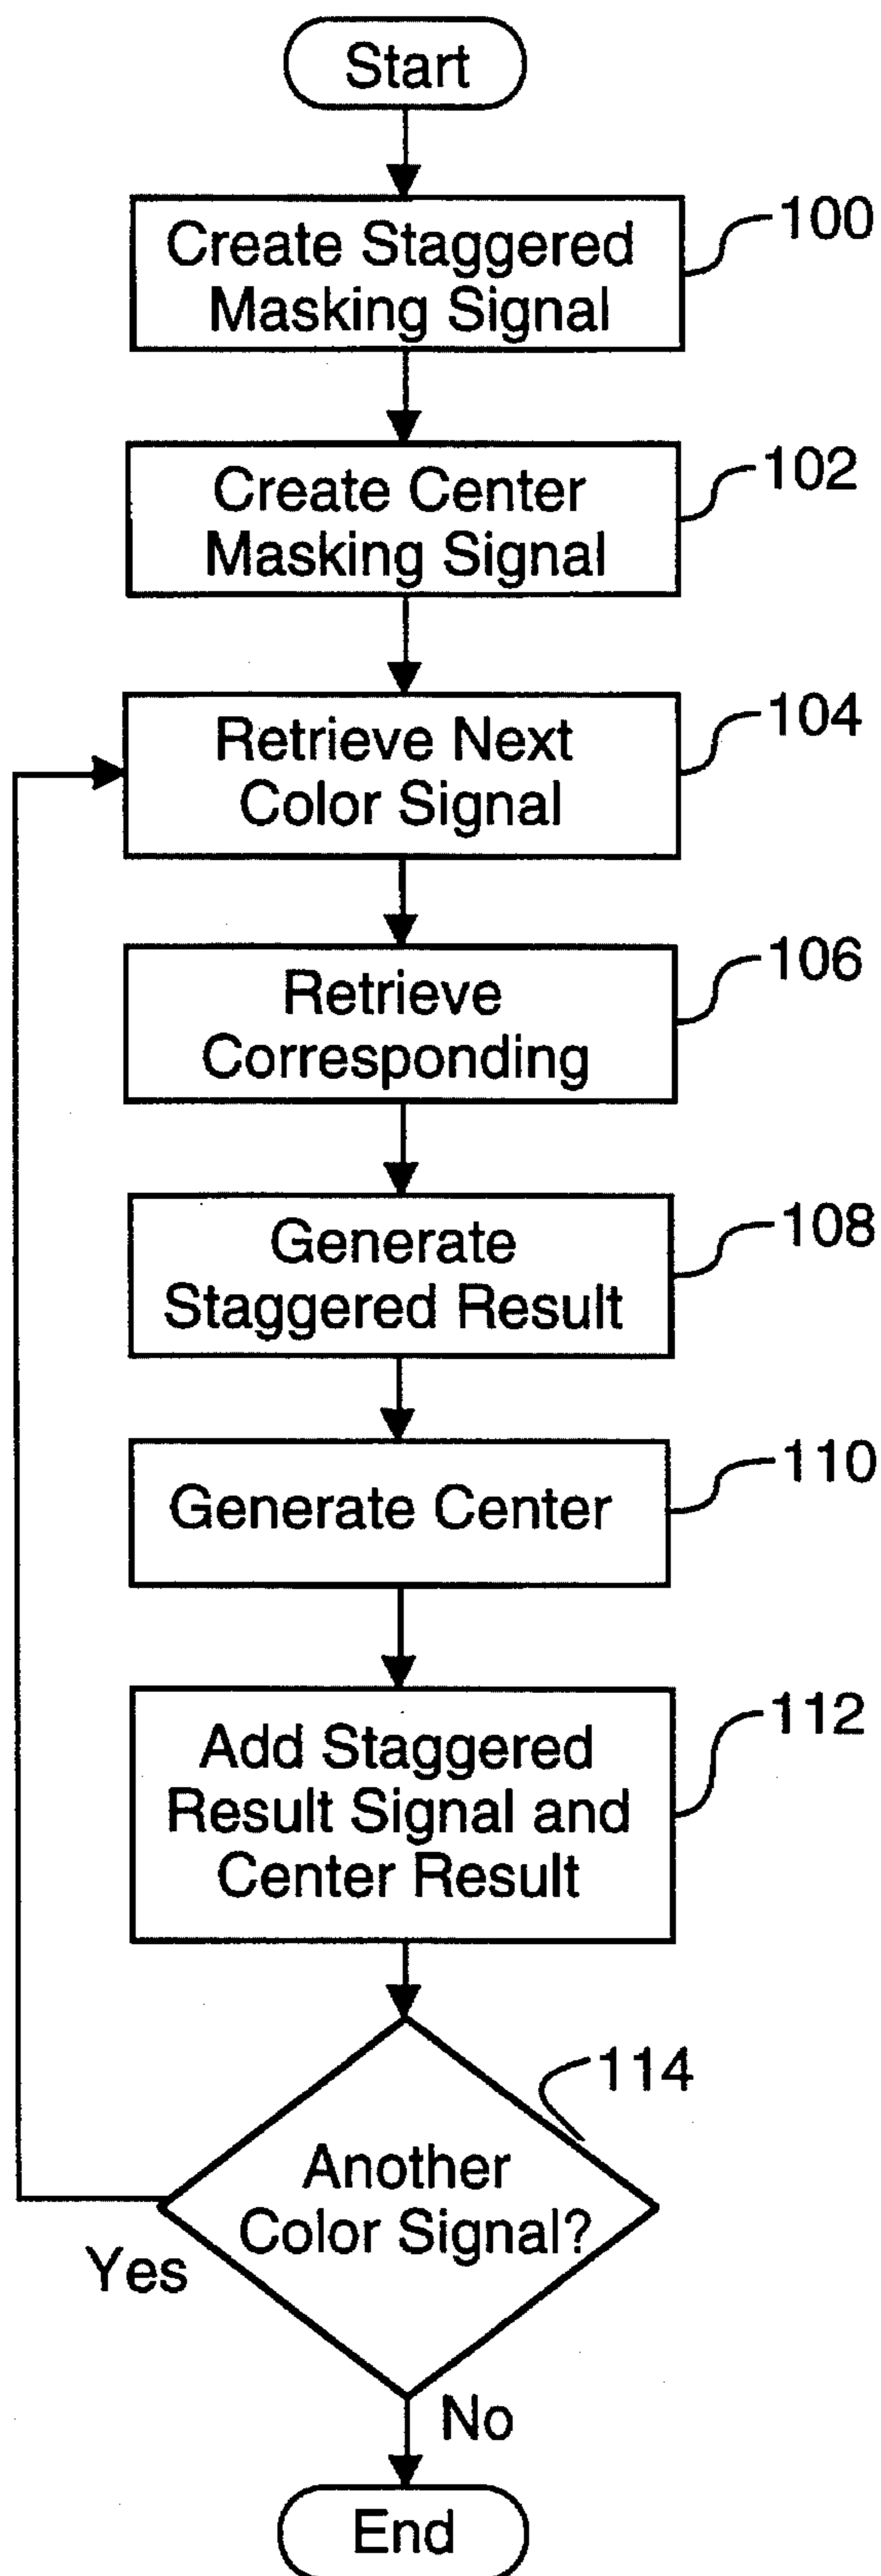 Start
Create Staggered
Masking Signal
100
Create Center
Masking Signal
102
Retrieve Next
Color Signal
104
Retrieve
Corresponding
106
Generate
Staggered Result
108
Generate Center
110
Add Staggered
Result Signal and
Center Result
112
Another
Color Signal?
114
Yes
No
End